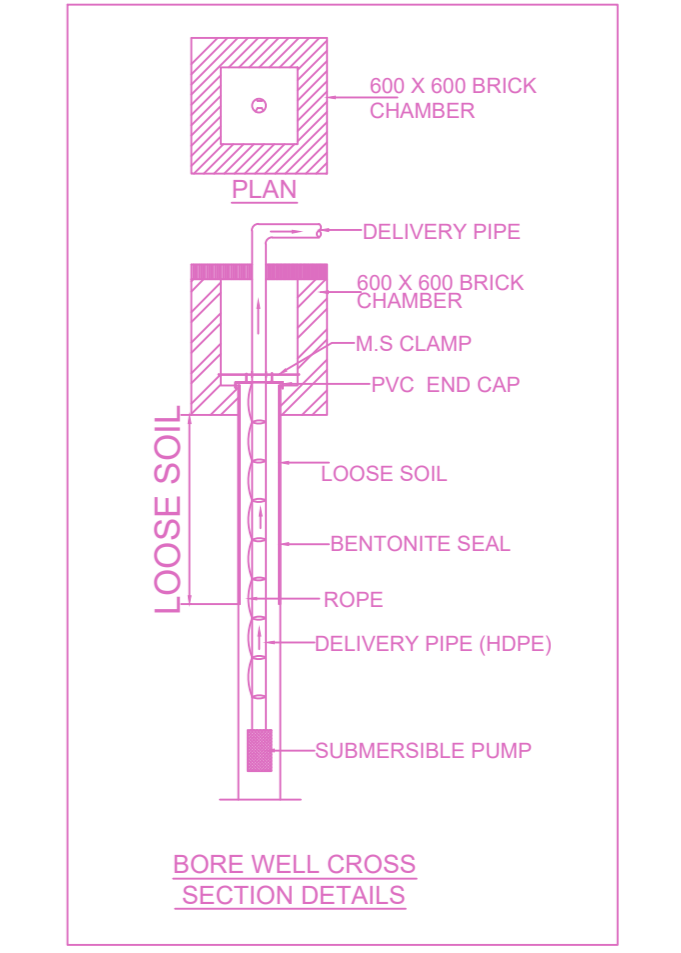 600 X 600 BRICK
CHAMBER
PLAN
DELIVERY PIPE
600 X 600 BRICK
CHAMBER
M.S CLAMP
PVC END CAP
LOOSE SOIL
LOOSE SOIL
BENTONITE SEAL
ROPE
DELIVERY PIPE (HDPE)
SUBMERSIBLE PUMP
BORE WELL CROSS
SECTION DETAILS